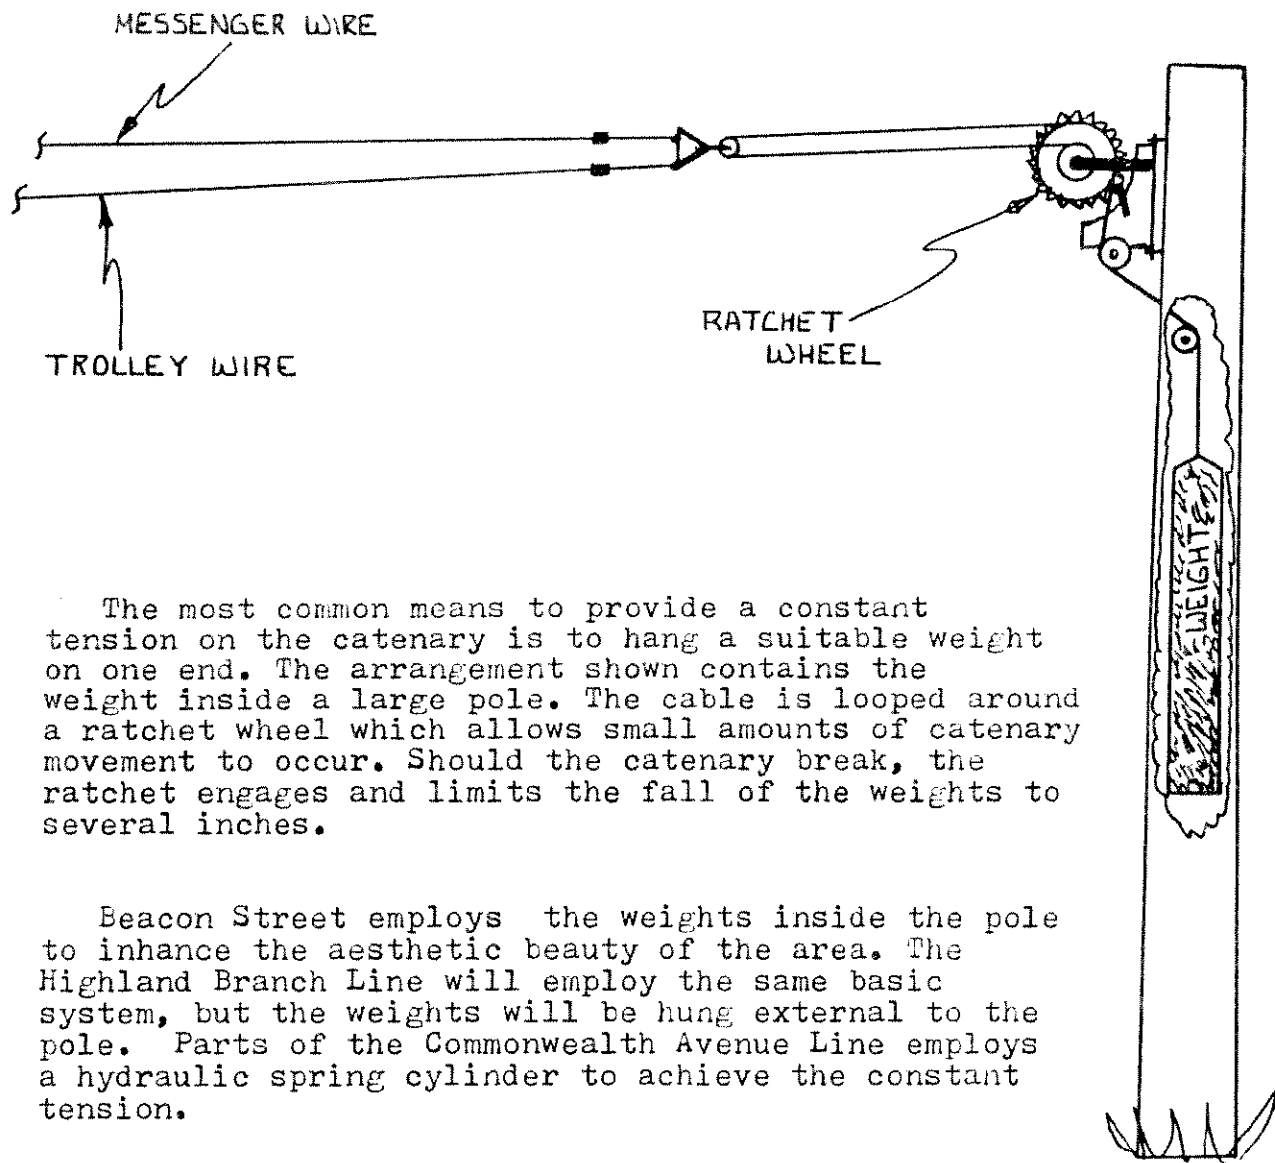 MESSENGER WIRE
TROLLEY WIRE
RATCHET
WHEEL
WEIGHTS
The most common means to provide a constant
tension on the catenary is to hang a suitable weight
on one end. The arrangement shown contains the
weight inside a large pole. The cable is looped around
a ratchet wheel which allows small amounts of catenary
movement to occur. Should the catenary break, the
ratchet engages and limits the fall of the weights to
several inches.
Beacon Street employs the weights inside the pole
to inhance the aesthetic beauty of the area. The
Highland Branch Line will employ the same basic
system, but the weights will be hung external to the
pole. Parts of the Commonwealth Avenue Line employs
a hydraulic spring cylinder to achieve the constant
tension.